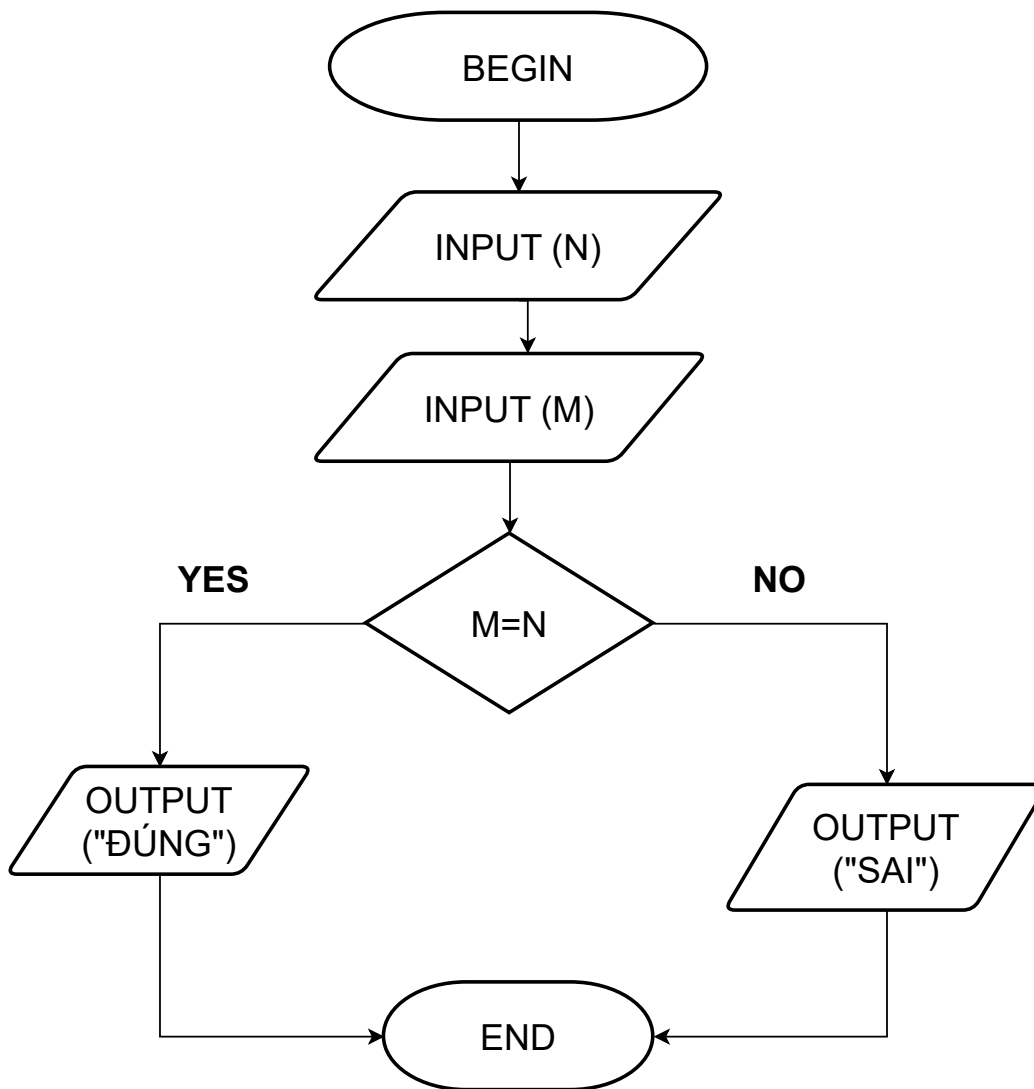 BEGIN
INPUT (N)
INPUT (M)
YES
NO
M=N
OUTPUT
("ĐÚNG")
OUTPUT
("SAI")
END